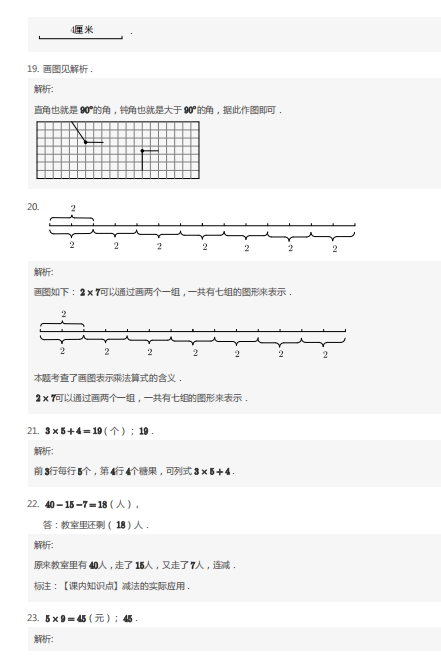 4厘米
.
19. 画图见解析．
解析:
直角也就是 90°的角，钝角也就是大于 90°的角，据此作图即可．
20.
2
2 2 2 2 2 2 2
解析:
画图如下： 2 × 7可以通过画两个一组，一共有七组的图形来表示．
2
2 2 2 2 2 2 2
本题考查了画图表示乘法算式的含义．
2 × 7可以通过画两个一组，一共有七组的图形来表示．
21. 3 × 5 + 4 = 19（个）；19．
解析:
前 3行每行 5个，第 4行 4个糖果，可列式 3 × 5 + 4．
22. 40 − 15 − 7 = 18（人），
答：教室里还剩（ 18）人．
解析:
原来教室里有 40人，走了 15人，又走了 7人，连减．
标注：【课内知识点】减法的实际应用．
23. 5 × 9 = 45（元）；45．
解析: